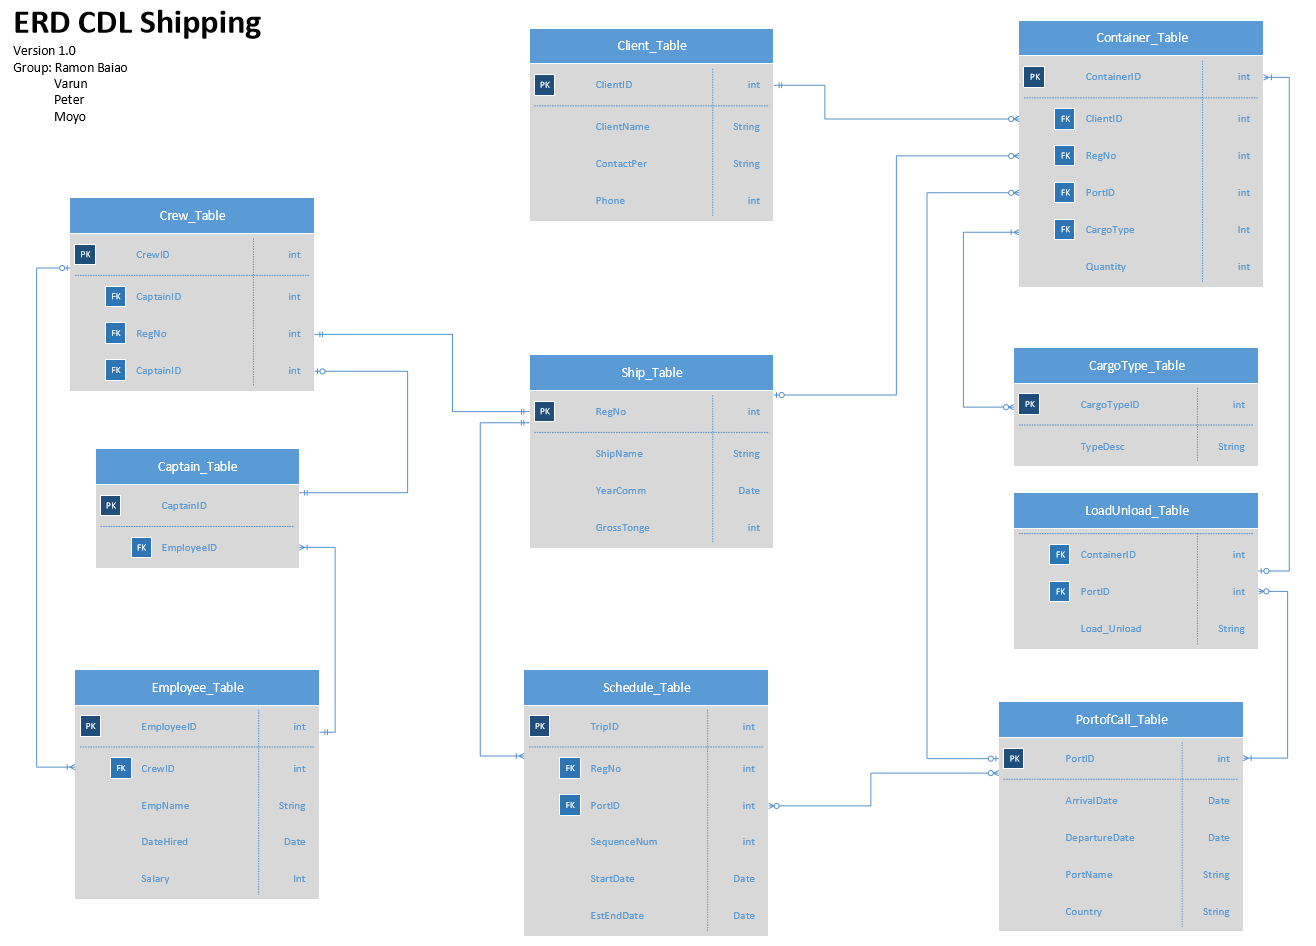 ERD CDL Shipping
Version 1.0
Group: Ramon Baiao
Varun
Peter
Moyo
Client_Table
PK ClientID int
ClientName String
ContactPer String
Phone int
Container_Table
PK ContainerID int
FK ClientID int
FK RegNo int
FK PortID int
FK CargoType Int
Quantity int
Crew_Table
PK CrewID int
FK CaptainID int
FK RegNo int
FK CaptainID int
Ship_Table
PK RegNo int
ShipName String
YearComm Date
GrossTonge int
CargoType_Table
PK CargoTypeID int
TypeDesc String
Captain_Table
PK CaptainID
FK EmployeeID
LoadUnload_Table
FK ContainerID int
FK PortID int
Load_Unload String
Employee_Table
PK EmployeeID int
FK CrewID int
EmpName String
DateHired Date
Salary Int
Schedule_Table
PK TripID int
FK RegNo int
FK PortID int
SequenceNum int
StartDate Date
EstEndDate Date
PortofCall_Table
PK PortID int
ArrivalDate Date
DepartureDate Date
PortName String
Country String